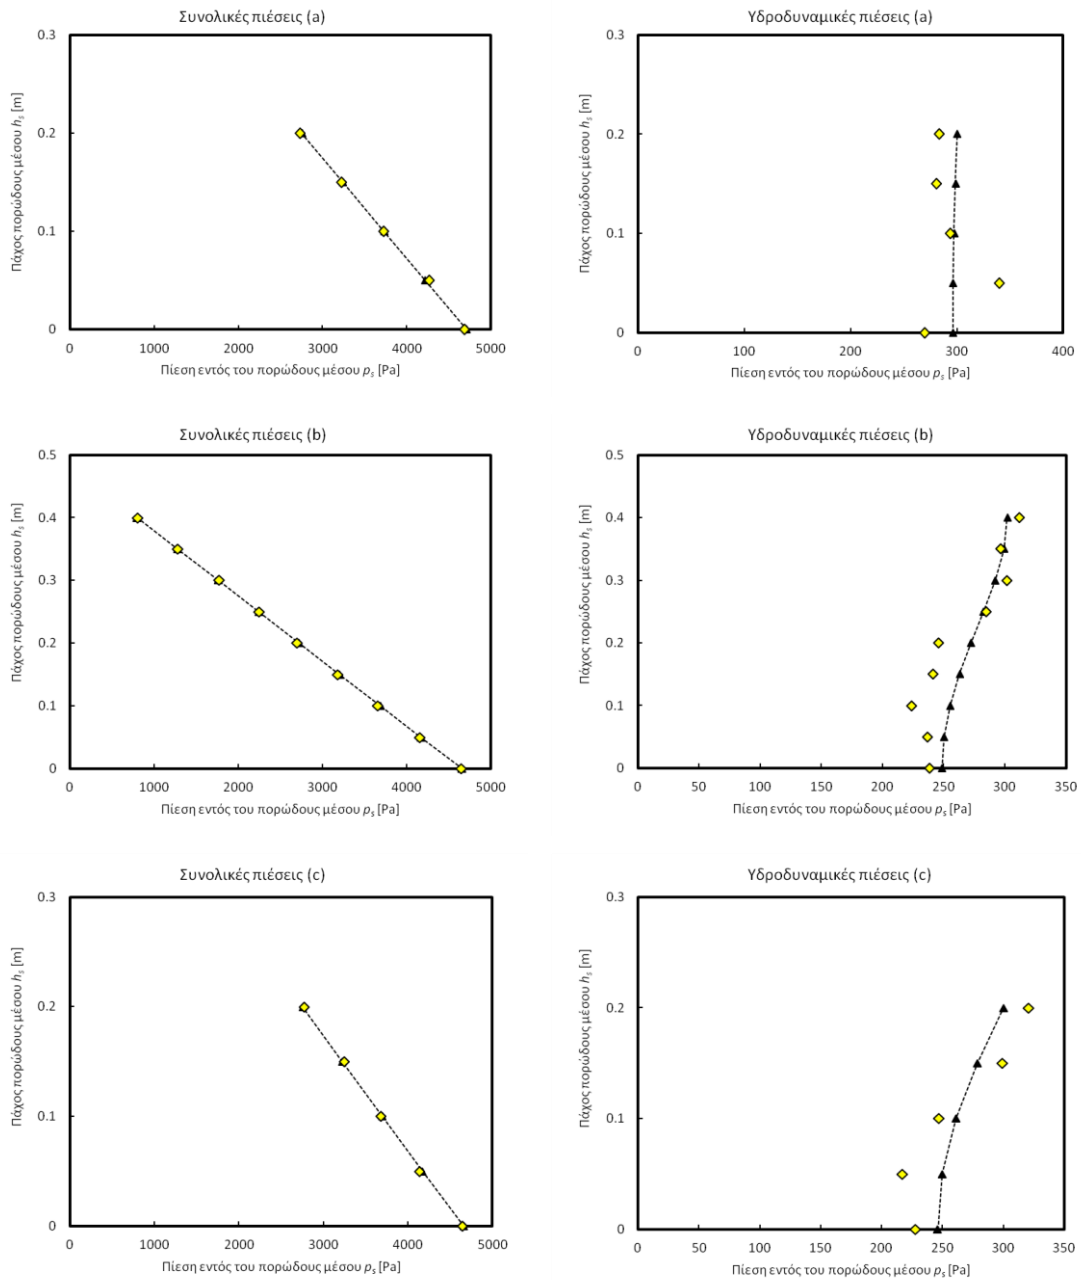 Συνολικές πιέσεις (a)
0.3
0.2
0.1
0
Πάχος πορώδους μέσου hs [m]
0 1000 2000 3000 4000 5000
Πίεση εντός του πορώδους μέσου ps [Pa]
Υδροδυναμικές πιέσεις (a)
0.3
0.2
0.1
0
Πάχος πορώδους μέσου hs [m]
0 100 200 300 400
Πίεση εντός του πορώδους μέσου ps [Pa]
Συνολικές πιέσεις (b)
0.5
0.4
0.3
0.2
0.1
0
Πάχος πορώδους μέσου hs [m]
0 1000 2000 3000 4000 5000
Πίεση εντός του πορώδους μέσου ps [Pa]
Υδροδυναμικές πιέσεις (b)
0.5
0.4
0.3
0.2
0.1
0
Πάχος πορώδους μέσου hs [m]
0 50 100 150 200 250 300 350
Πίεση εντός του πορώδους μέσου ps [Pa]
Συνολικές πιέσεις (c)
0.3
0.2
0.1
0
Πάχος πορώδους μέσου hs [m]
0 1000 2000 3000 4000 5000
Πίεση εντός του πορώδους μέσου ps [Pa]
Υδροδυναμικές πιέσεις (c)
0.3
0.2
0.1
0
Πάχος πορώδους μέσου hs [m]
0 50 100 150 200 250 300 350
Πίεση εντός του πορώδους μέσου ps [Pa]